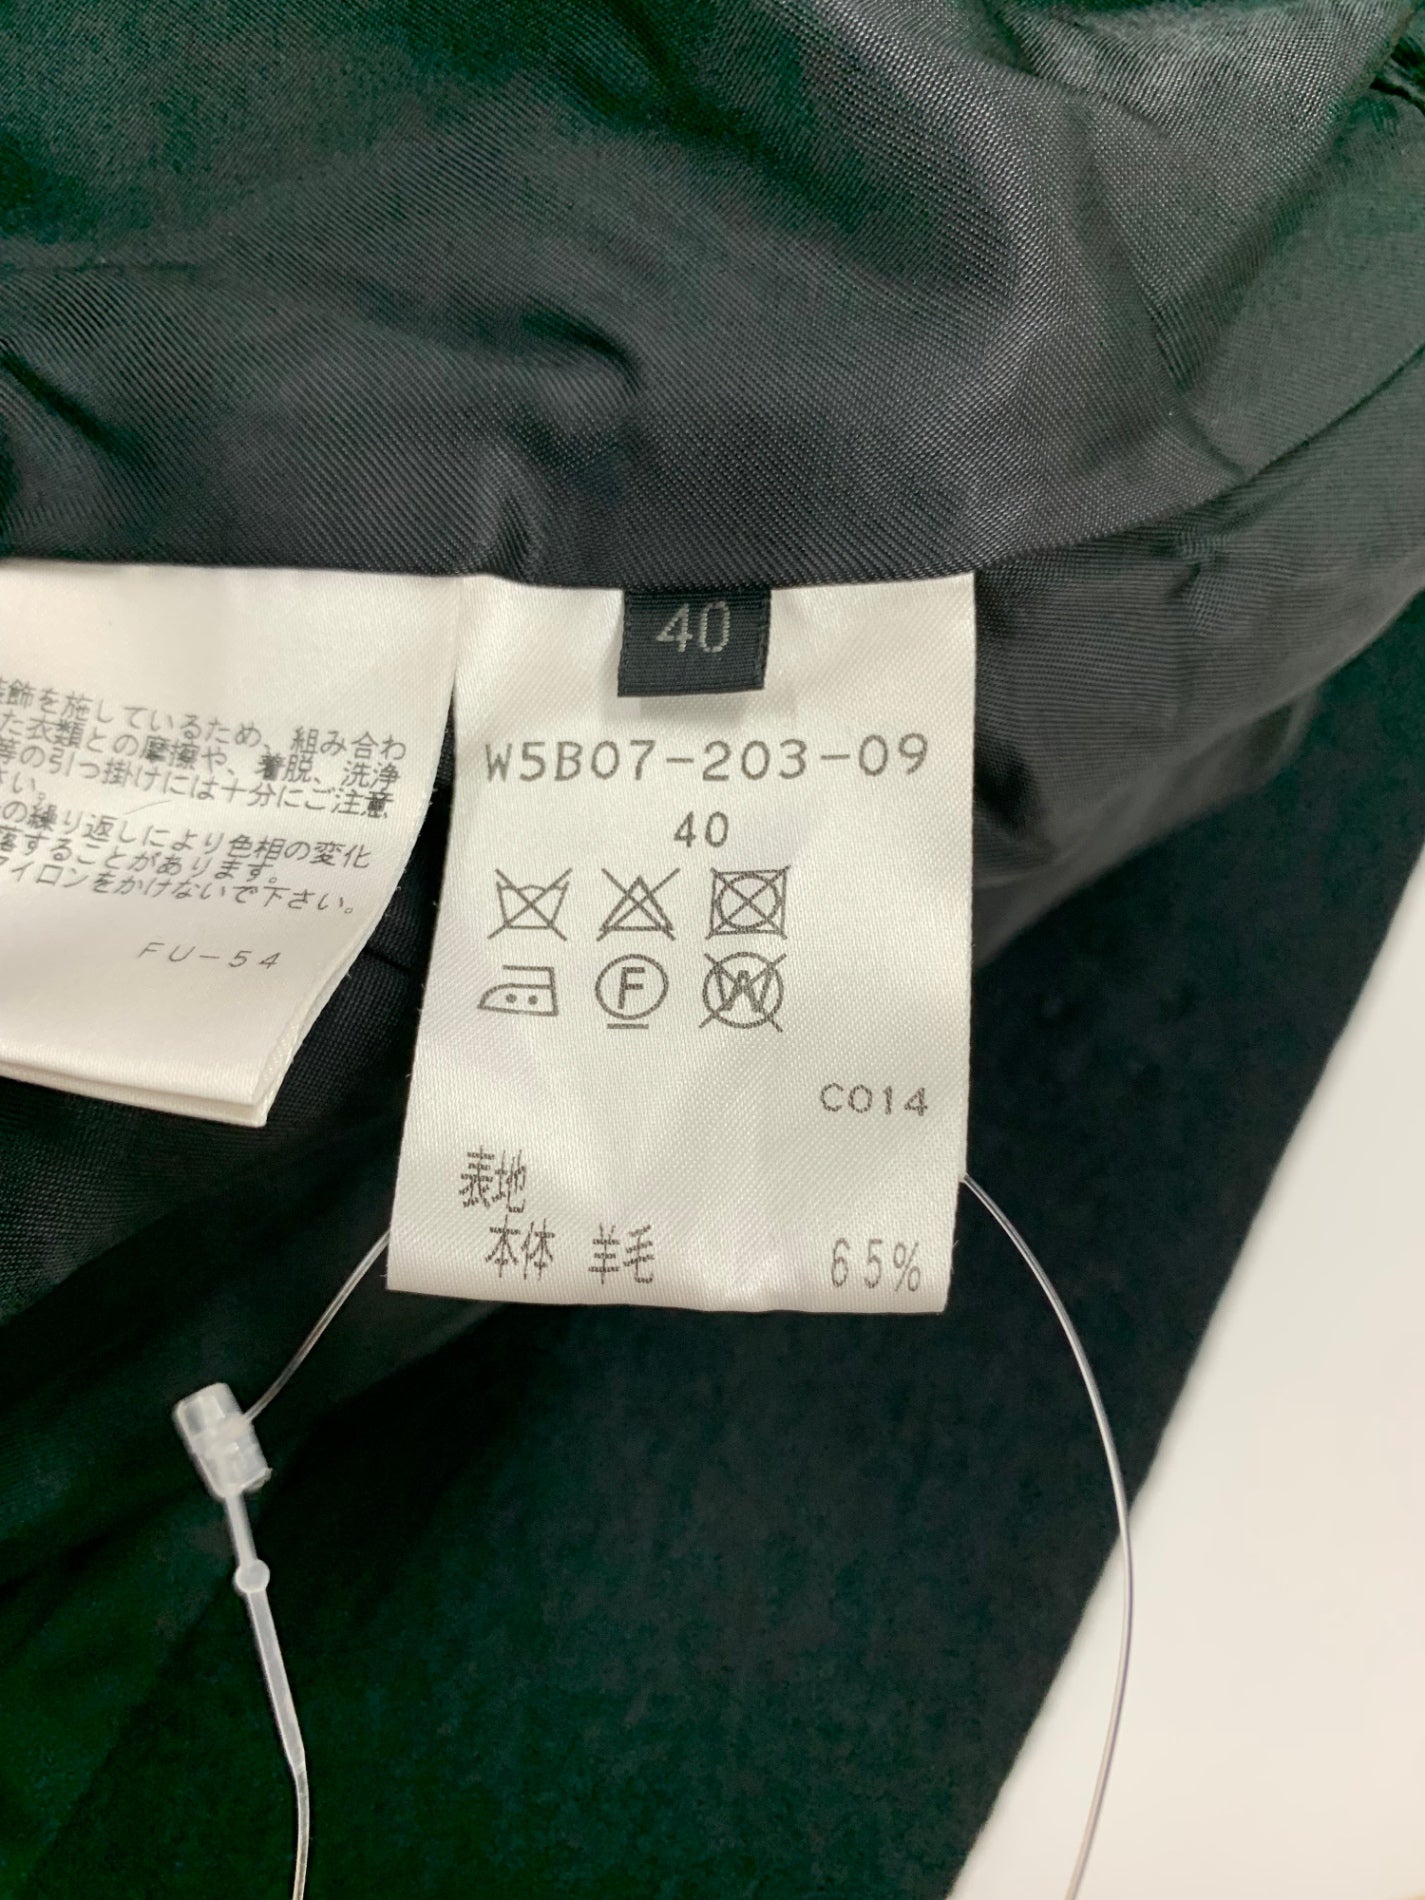 飾を施しているため、組み合わ
た衣類との摩擦や、着脱、洗浄
等の引っ掛けには十分にご注意
さい。
の繰り返しにより色相の変化
落することがあります。
アイロンをかけないで下さい。
FU-54
40
W5B07-203-09
40
F
W
C014
表地
本体 羊毛 65%